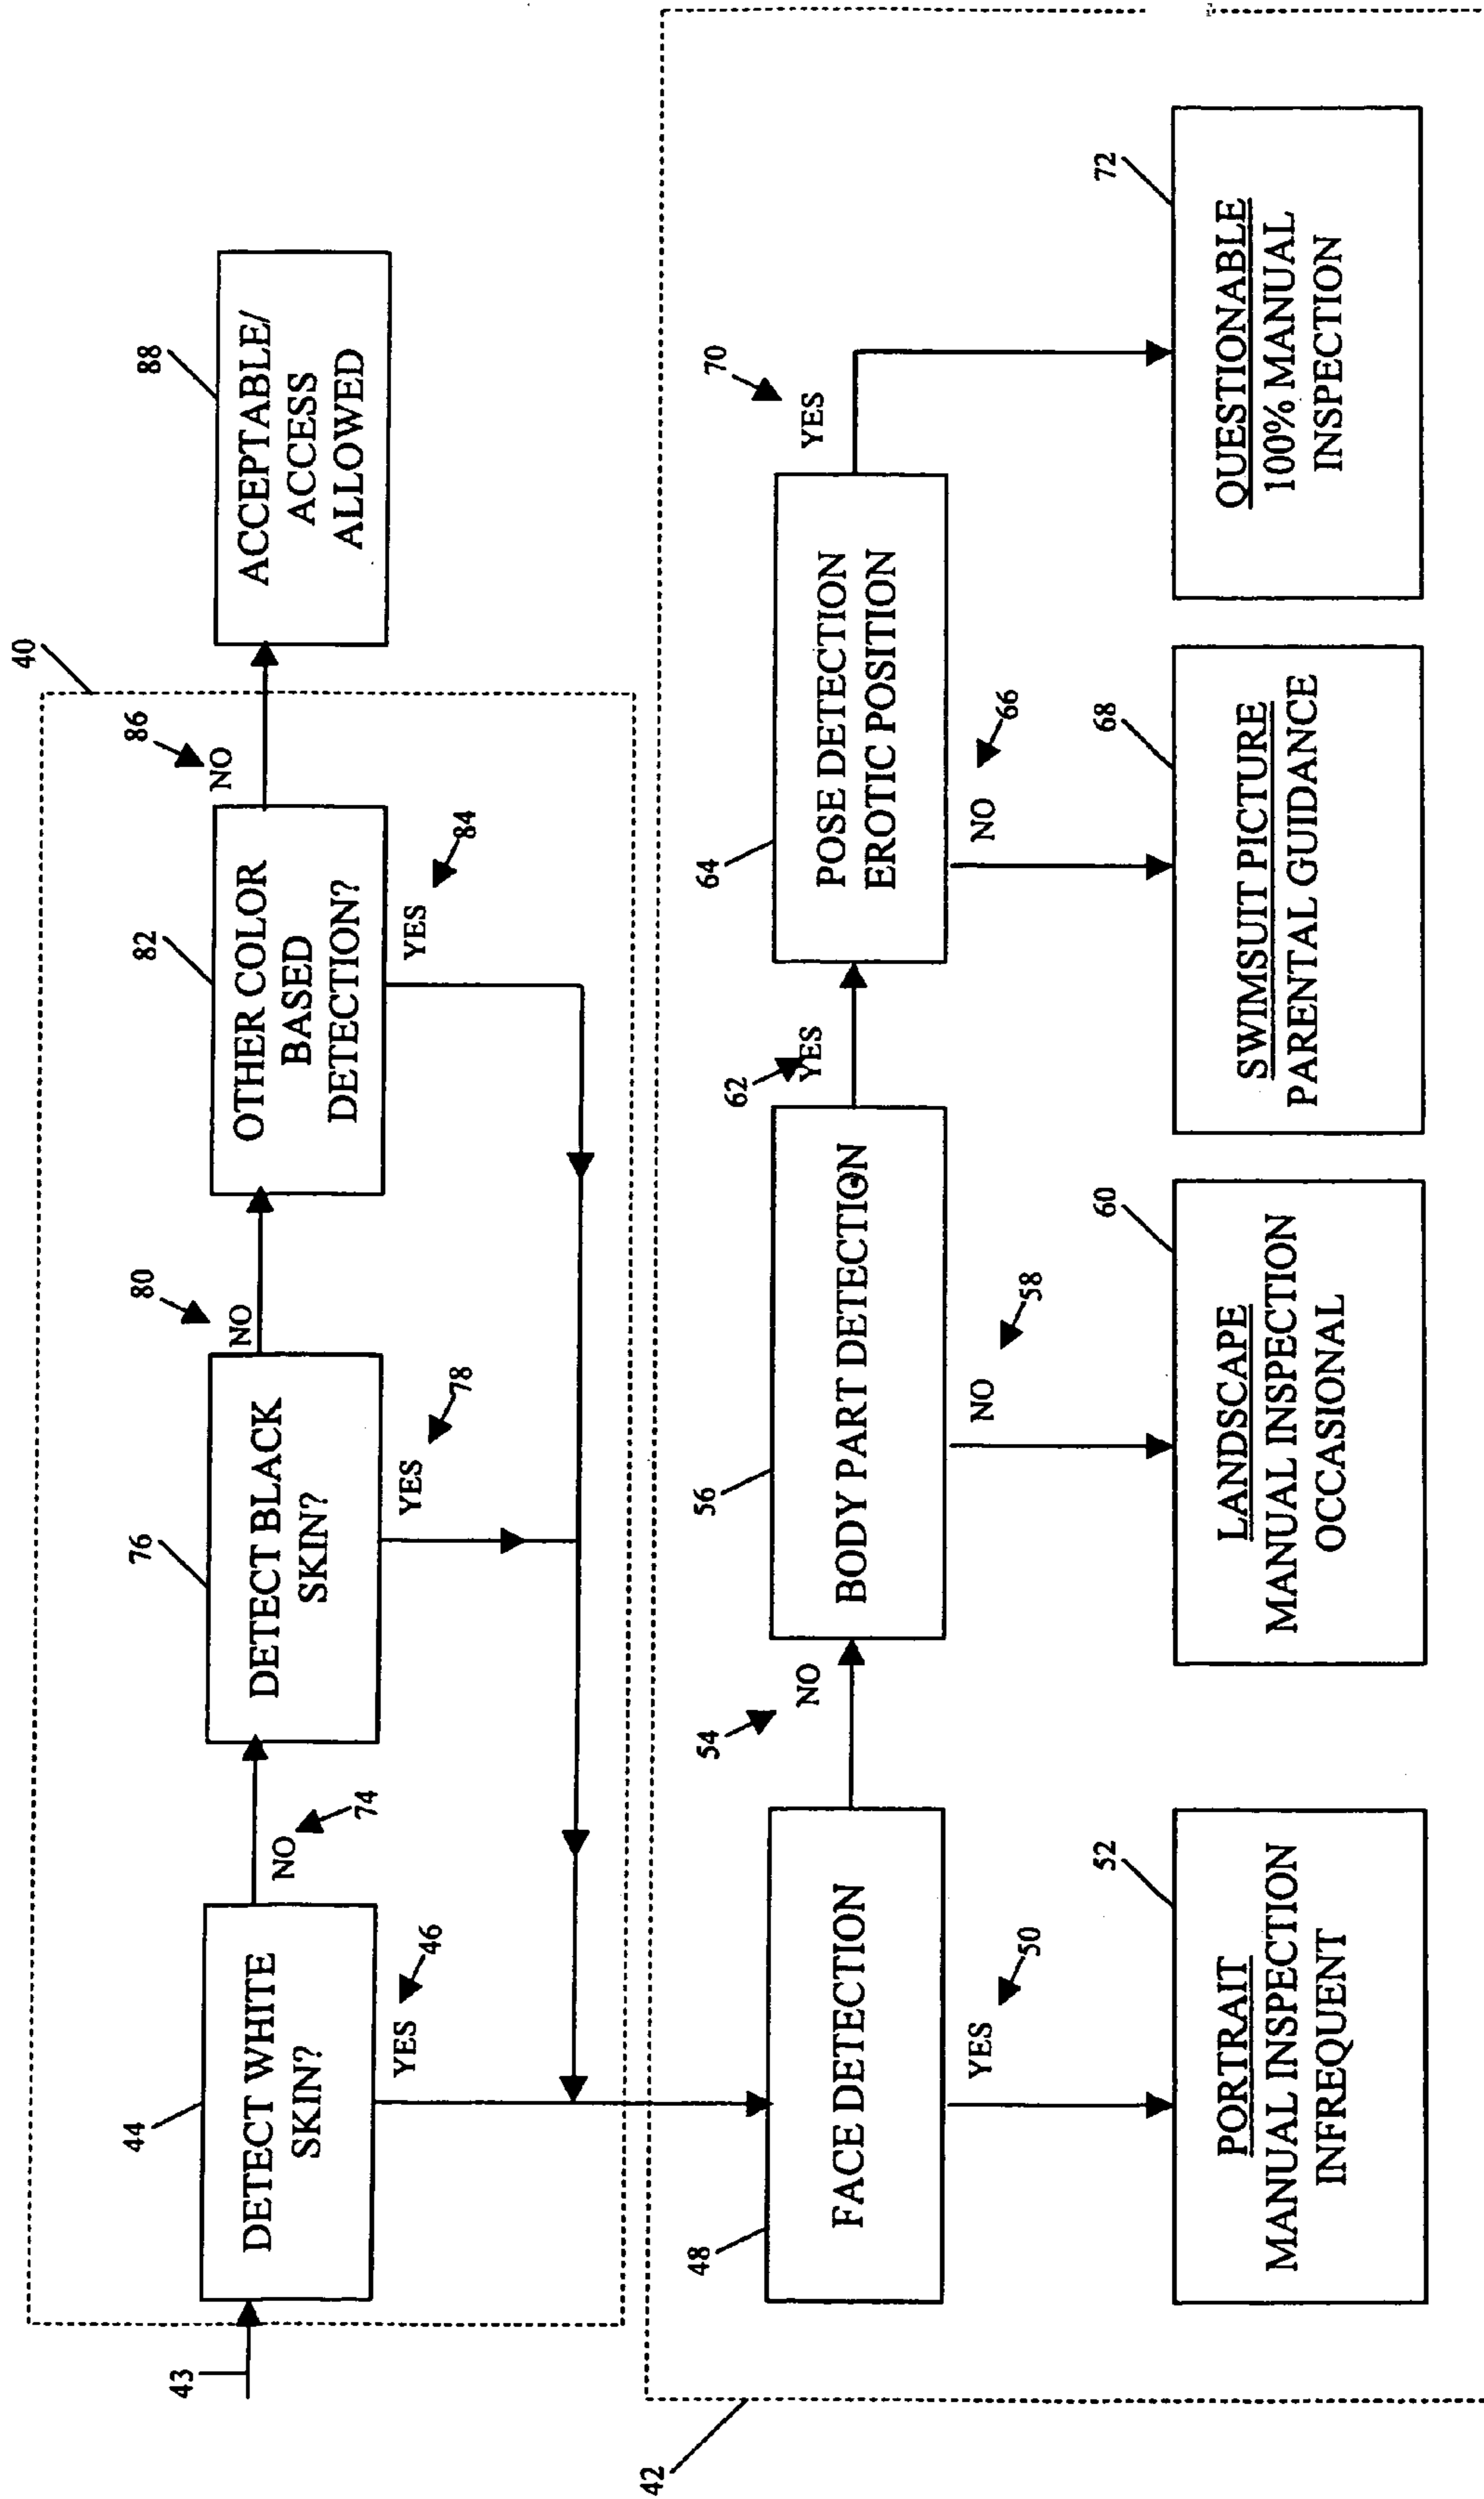 40
43
44
DETECT WHITE
SKIN?
YES
46
NO
74
76
DETECT BLACK
SKIN?
YES
78
NO
80
82
OTHER COLOR
BASED
DETECTION?
YES
84
NO
86
88
ACCEPTABLE/
ACCESS
ALLOWED
42
48
FACE DETECTION
YES
50
NO
54
56
BODY PART DETECTION
NO
58
YES
62
64
POSE DETECTION
EROTIC POSITION
NO
66
YES
70
52
PORTRAIT
MANUAL INSPECTION
INFREQUENT
60
LANDSCAPE
MANUAL INSPECTION
OCCASIONAL
68
SWIMSUIT PICTURE
PARENTAL GUIDANCE
72
QUESTIONABLE
100% MANUAL
INSPECTION